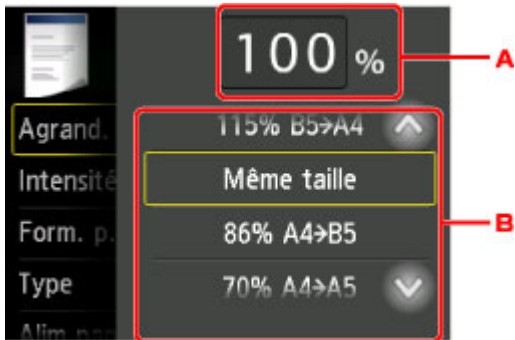 100 %
A
Agrand.
115% B5→A4
Intensité
Même taille
Form. p.
86% A4→B5
B
Type
70% A4→A5